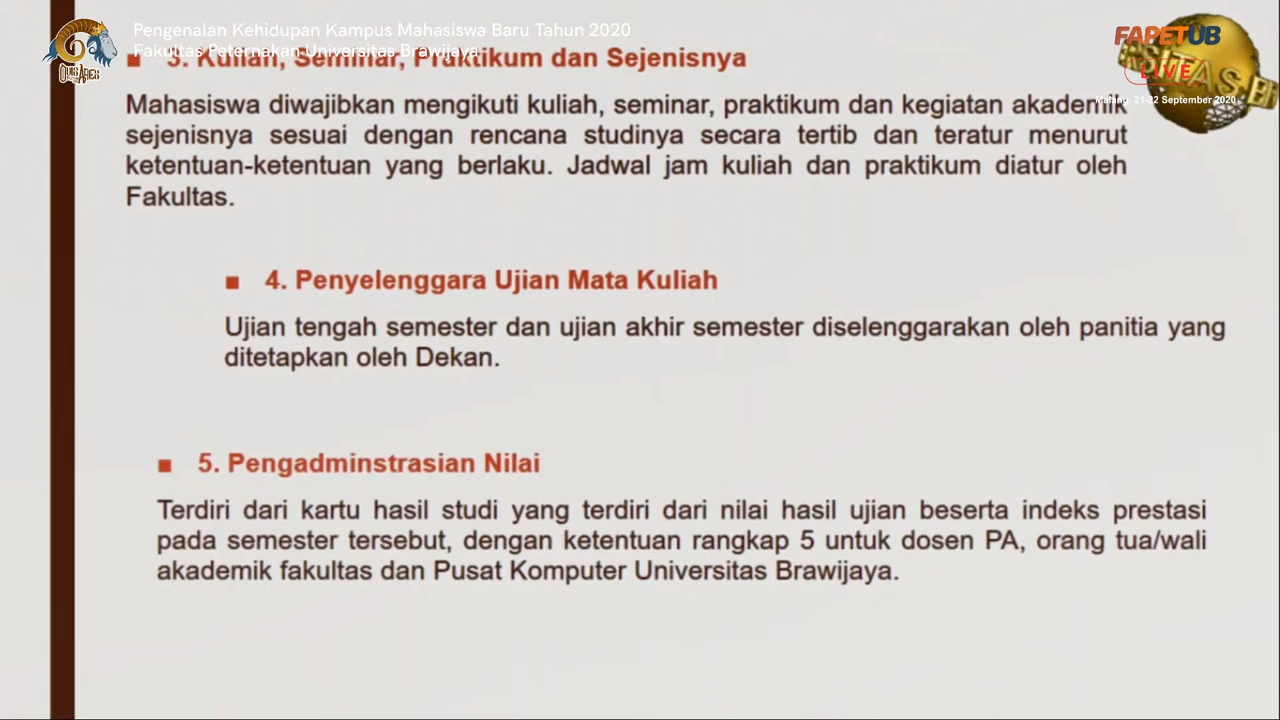 Pengenalan Kehidupan Kampus Mahasiswa Baru Tahun 2020
Fakultas Peternakan Universitas Brawijaya
FAPETUB
LIVE
Malang, 21-22 September 2020
3. Kuliah, Seminar, Praktikum dan Sejenisnya
Mahasiswa diwajibkan mengikuti kuliah, seminar, praktikum dan kegiatan akademik
sejenisnya sesuai dengan rencana studinya secara tertib dan teratur menurut
ketentuan-ketentuan yang berlaku. Jadwal jam kuliah dan praktikum diatur oleh
Fakultas.
4. Penyelenggara Ujian Mata Kuliah
Ujian tengah semester dan ujian akhir semester diselenggarakan oleh panitia yang
ditetapkan oleh Dekan.
5. Pengadminstrasian Nilai
Terdiri dari kartu hasil studi yang terdiri dari nilai hasil ujian beserta indeks prestasi
pada semester tersebut, dengan ketentuan rangkap 5 untuk dosen PA, orang tua/wali
akademik fakultas dan Pusat Komputer Universitas Brawijaya.